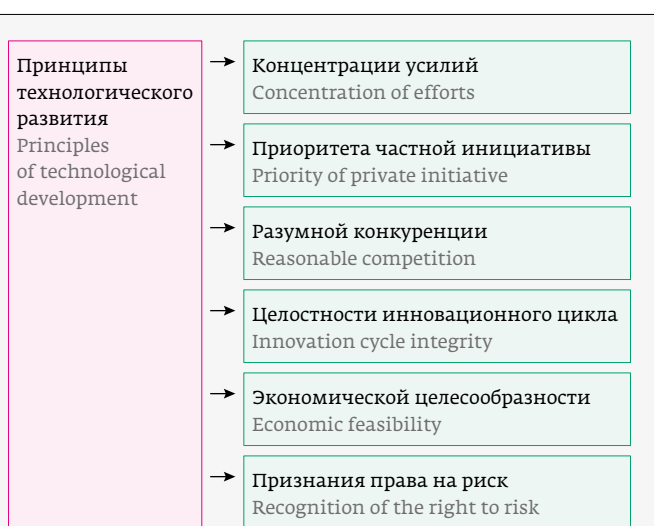 Принципы
технологического
развития
Principles
of technological
development
Концентрации усилий
Concentration of efforts
Приоритета частной инициативы
Priority of private initiative
Разумной конкуренции
Reasonable competition
Целостности инновационного цикла
Innovation cycle integrity
Экономической целесообразности
Economic feasibility
Признания права на риск
Recognition of the right to risk